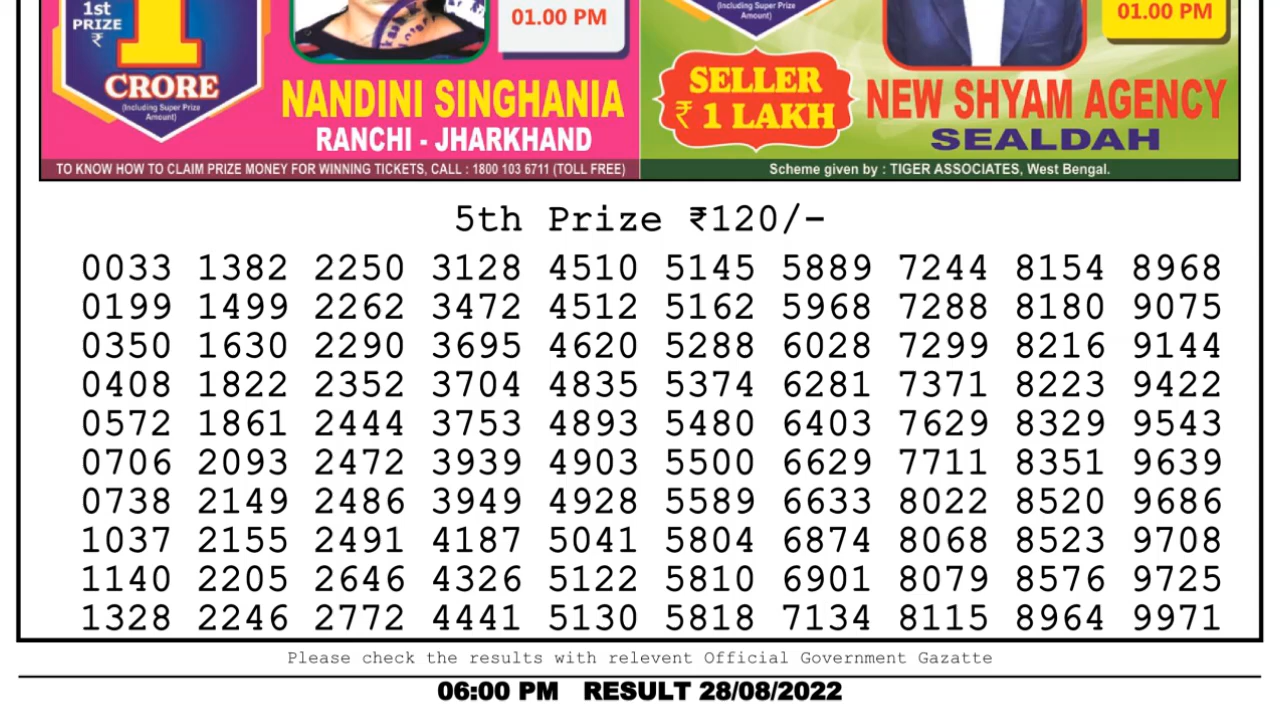 1st
PRIZE
₹
1
CRORE
(Including Super Prize
Amount)
01.00 PM
NANDINI SINGHANIA
RANCHI - JHARKHAND
(Including Super Prize
Amount)
01.00 PM
SELLER
₹ 1 LAKH
NEW SHYAM AGENCY
SEALDAH
TO KNOW HOW TO CLAIM PRIZE MONEY FOR WINNING TICKETS, CALL : 1800 103 6711 (TOLL FREE)
Scheme given by : TIGER ASSOCIATES, West Bengal.
5th Prize ₹120/-
0033 1382 2250 3128 4510 5145 5889 7244 8154 8968
0199 1499 2262 3472 4512 5162 5968 7288 8180 9075
0350 1630 2290 3695 4620 5288 6028 7299 8216 9144
0408 1822 2352 3704 4835 5374 6281 7371 8223 9422
0572 1861 2444 3753 4893 5480 6403 7629 8329 9543
0706 2093 2472 3939 4903 5500 6629 7711 8351 9639
0738 2149 2486 3949 4928 5589 6633 8022 8520 9686
1037 2155 2491 4187 5041 5804 6874 8068 8523 9708
1140 2205 2646 4326 5122 5810 6901 8079 8576 9725
1328 2246 2772 4441 5130 5818 7134 8115 8964 9971
Please check the results with relevent Official Government Gazatte
06:00 PM RESULT 28/08/2022